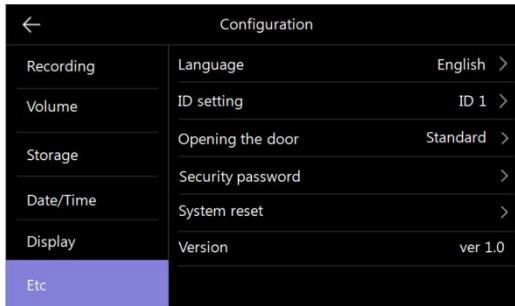 Configuration
Recording
Volume
Storage
Date/Time
Display
Etc
Language English
ID setting ID 1
Opening the door Standard
Security password
System reset
Version ver 1.0